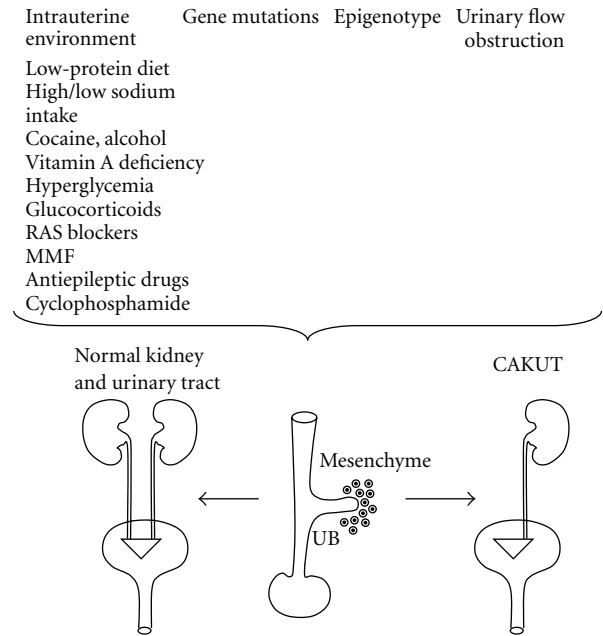 Intrauterine environment
Gene mutations
Epigenotype
Urinary flow obstruction
Low-protein diet
High/low sodium
intake
Cocaine, alcohol
Vitamin A deficiency
Hyperglycemia
Glucocorticoids
RAS blockers
MMF
Antiepileptic drugs
Cyclophosphamide
Normal kidney
and urinary tract
CAKUT
Mesenchyme
UB